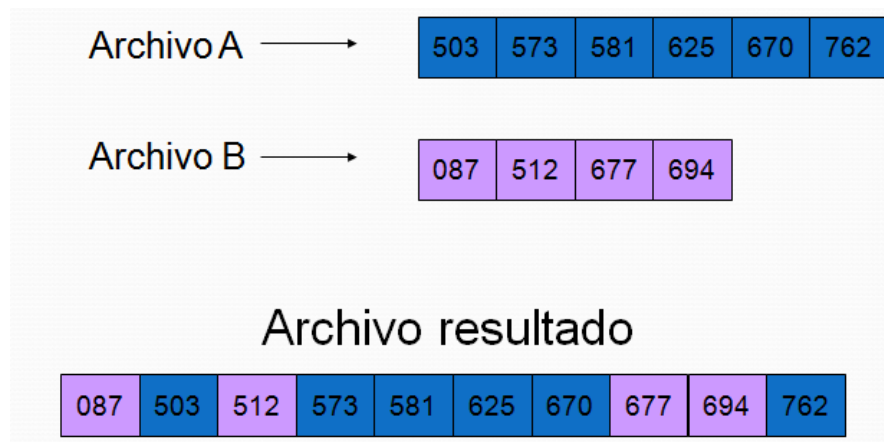 Archivo A 503 573 581 625 670 762
Archivo B 087 512 677 694
Archivo resultado
087 503 512 573 581 625 670 677 694 762